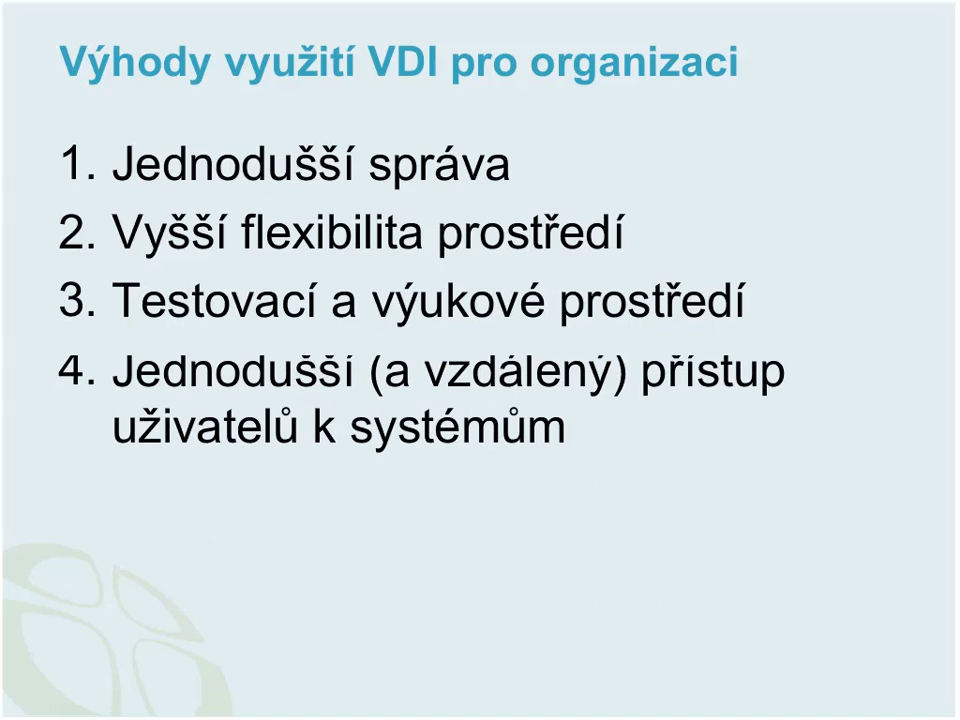 Výhody využití VDI pro organizaci
1. Jednodušší správa
2. Vyšší flexibilita prostředí
3. Testovací a výukové prostředí
4. Jednodušší (a vzdálený) přístup
uživatelů k systémům